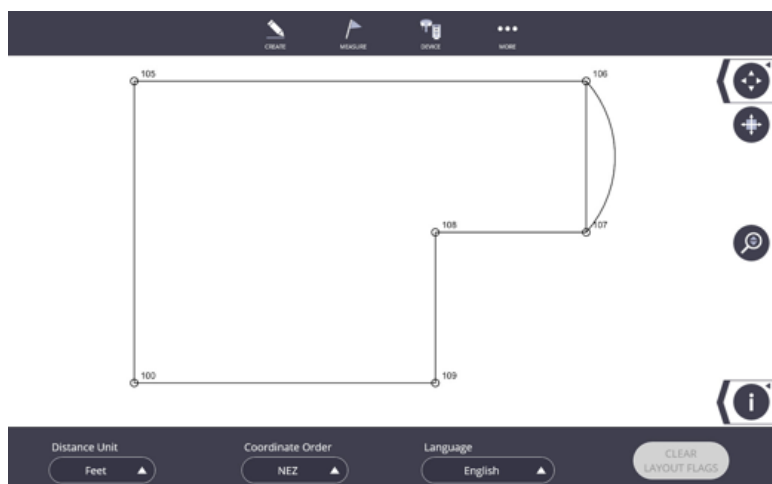 CREATE
MEASURE
DEVICE
MORE
105
106
108
107
100
109
Distance Unit
Coordinate Order
Language
Feet
NEZ
English
CLEAR
LAYOUT FLAGS